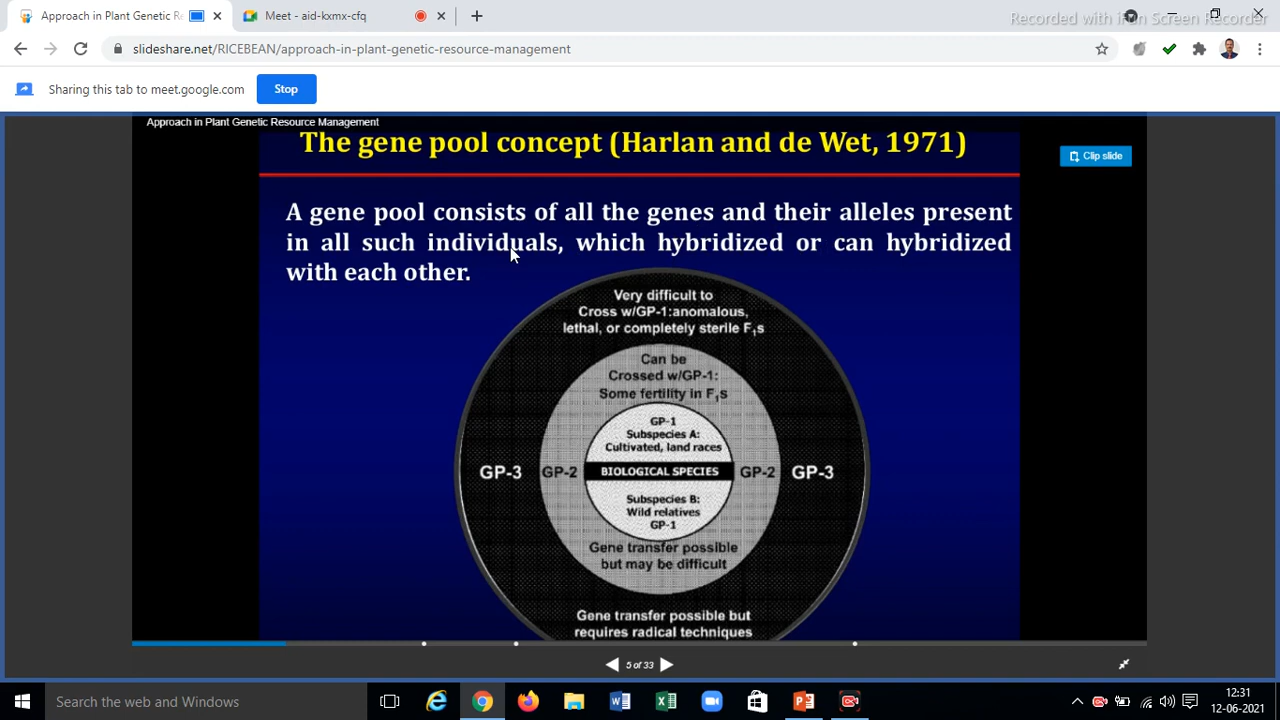 Approach in Plant Genetic Re
Meet - aid-kxmx-cfq
Recorded with iFun Screen Recorder
slideshare.net/RICEBEAN/approach-in-plant-genetic-resource-management
Sharing this tab to meet.google.com
Stop
Approach in Plant Genetic Resource Management
The gene pool concept (Harlan and de Wet, 1971)
Clip slide
A gene pool consists of all the genes and their alleles present
in all such individuals, which hybridized or can hybridized
with each other.
Very difficult to
Cross w/GP-1:anomalous,
lethal, or completely sterile F₁s
Can be
Crossed w/GP-1:
Some fertility in F₁s
GP-1
Subspecies A:
Cultivated, land races
GP-3 GP-2 BIOLOGICAL SPECIES GP-2 GP-3
Subspecies B:
Wild relatives
GP-1
Gene transfer possible
but may be difficult
Gene transfer possible but
requires radical techniques
5 of 33
Search the web and Windows
12:31
12-06-2021